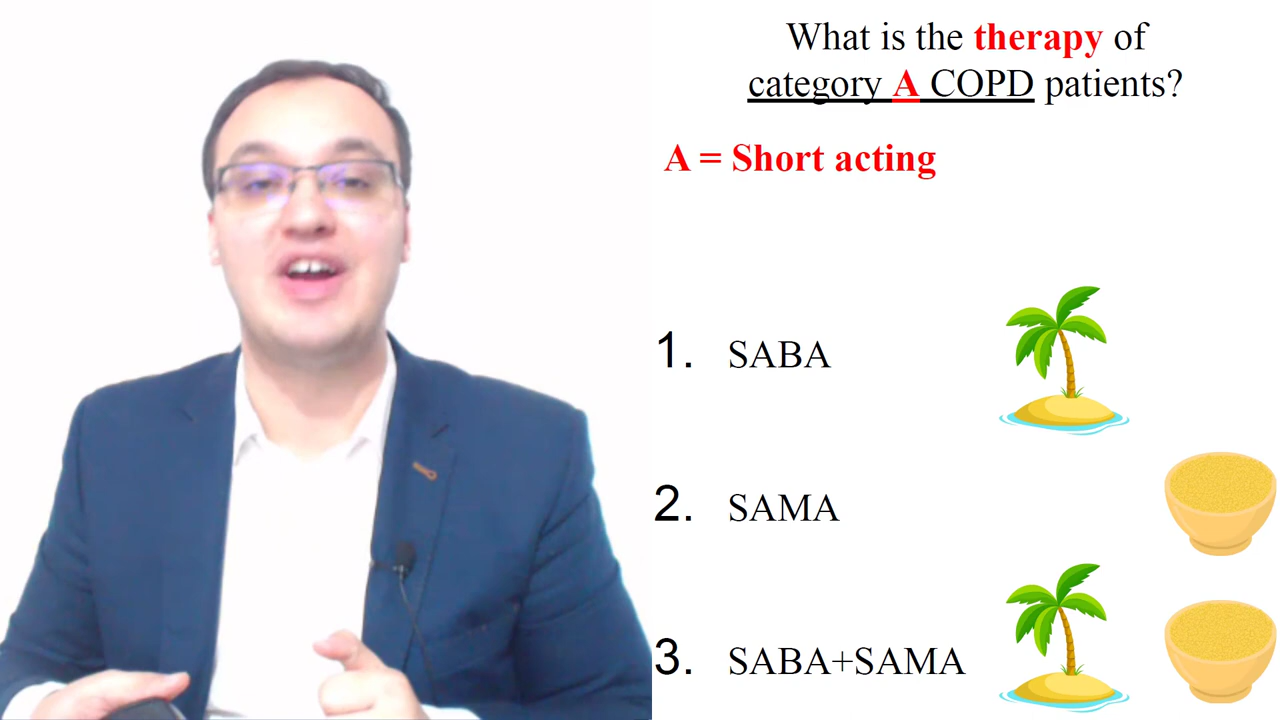 What is the therapy of
category A COPD patients?
A = Short acting
1. SABA
2. SAMA
3. SABA+SAMA